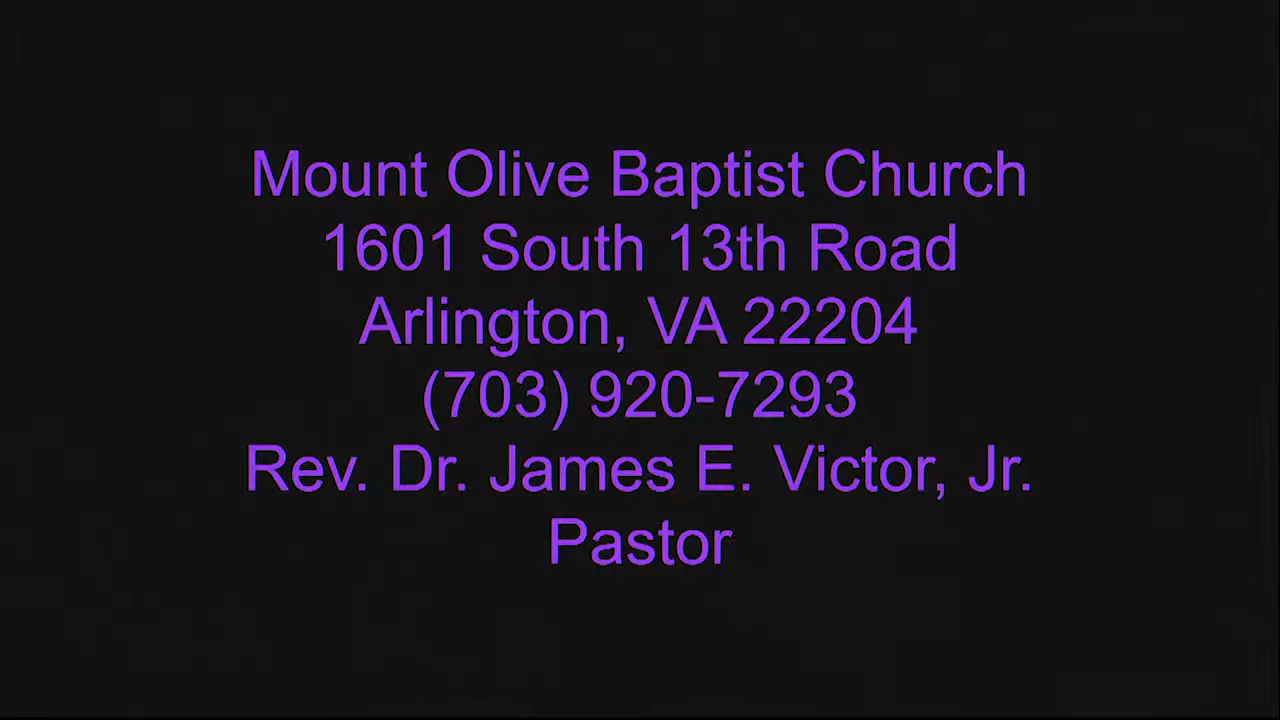 Mount Olive Baptist Church
1601 South 13th Road
Arlington, VA 22204
(703) 920-7293
Rev. Dr. James E. Victor, Jr.
Pastor